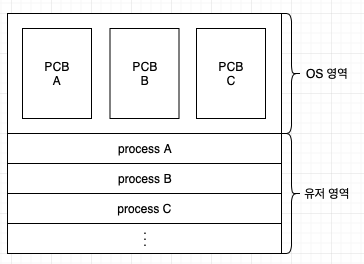 PCB
A
PCB
B
PCB
C
OS 영역
process A
process B
process C
유저 영역